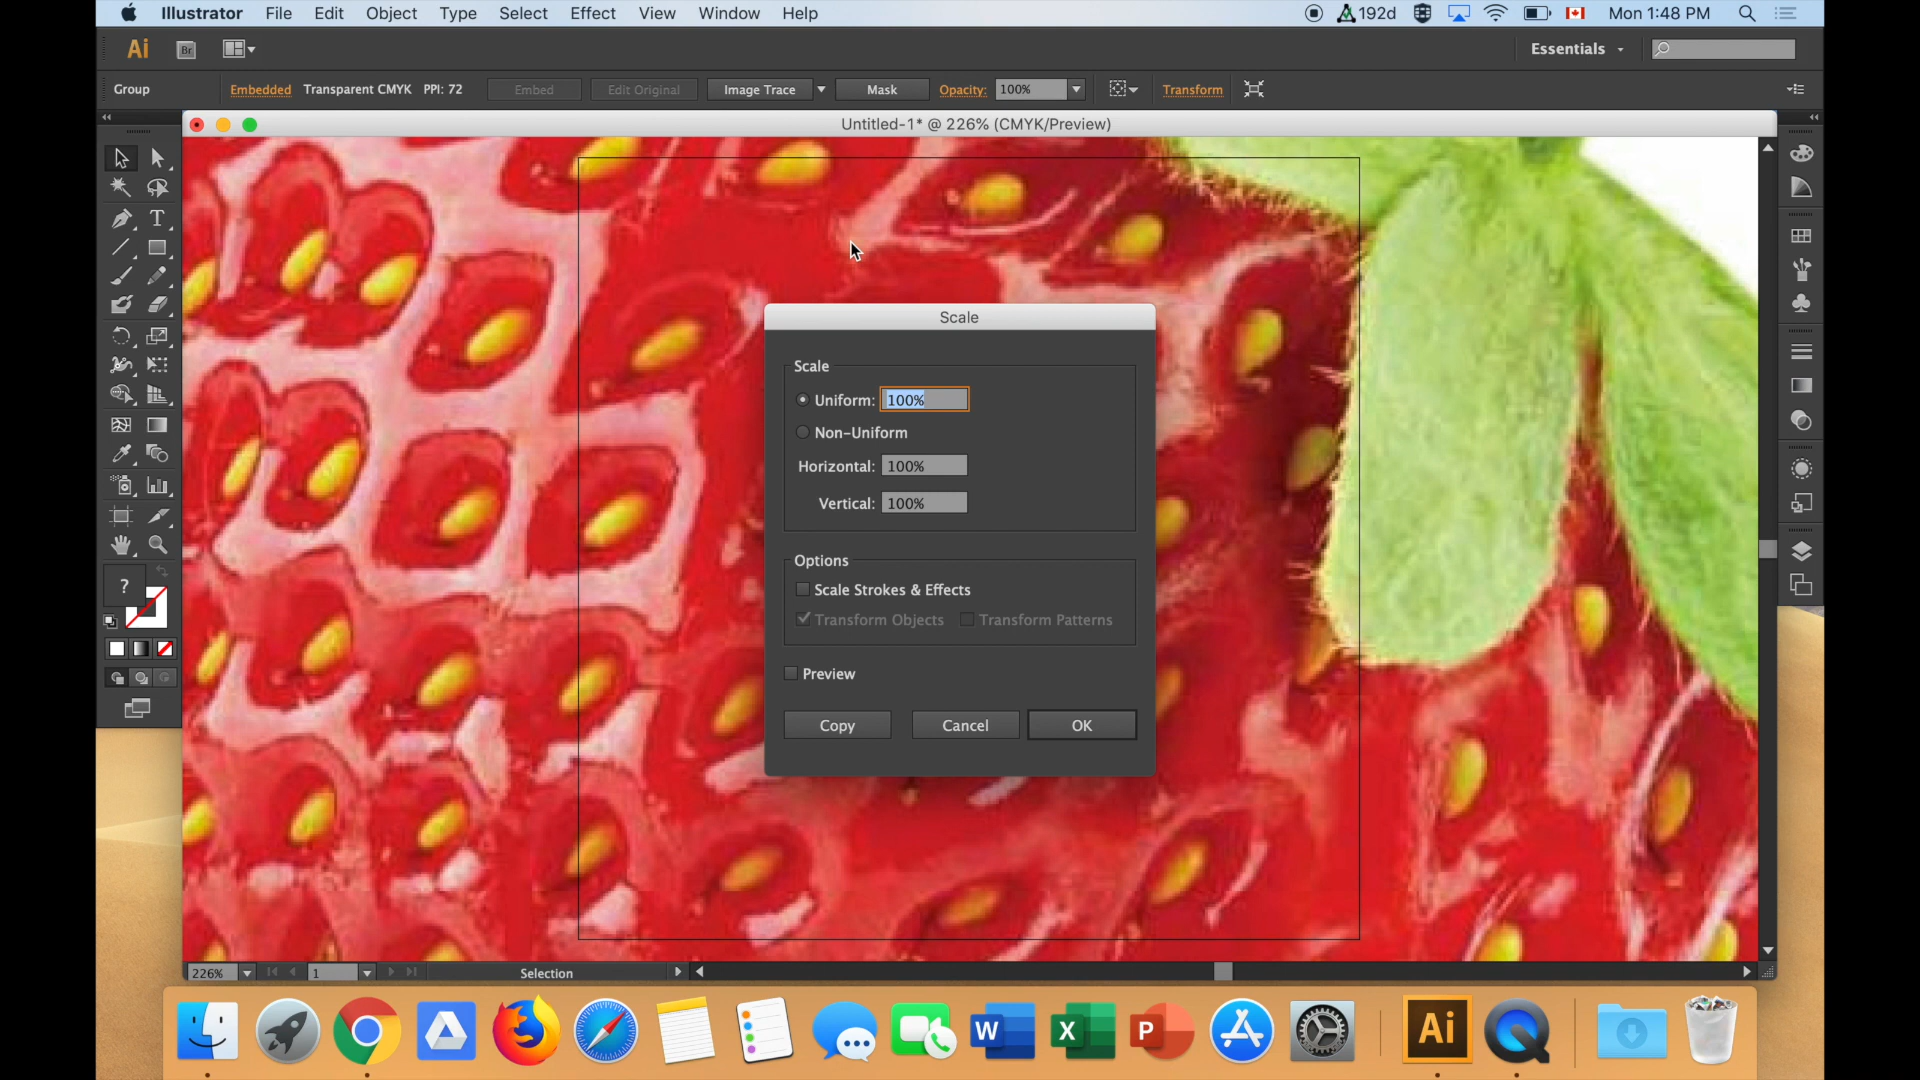 Illustrator File Edit Object Type Select Effect View Window Help 192d Mon 1:48 PM
Ai Br Essentials
Group Embedded Transparent CMYK PPI: 72 Embed Edit Original Image Trace Mask Opacity: 100% Transform
Untitled-1* @ 226% (CMYK/Preview)
T
Scale
Scale
Uniform: 100%
Non-Uniform
Horizontal: 100%
Vertical: 100%
Options
Scale Strokes & Effects
Transform Objects Transform Patterns
Preview
Copy Cancel OK
?
226% 1 Selection
W X P Ai